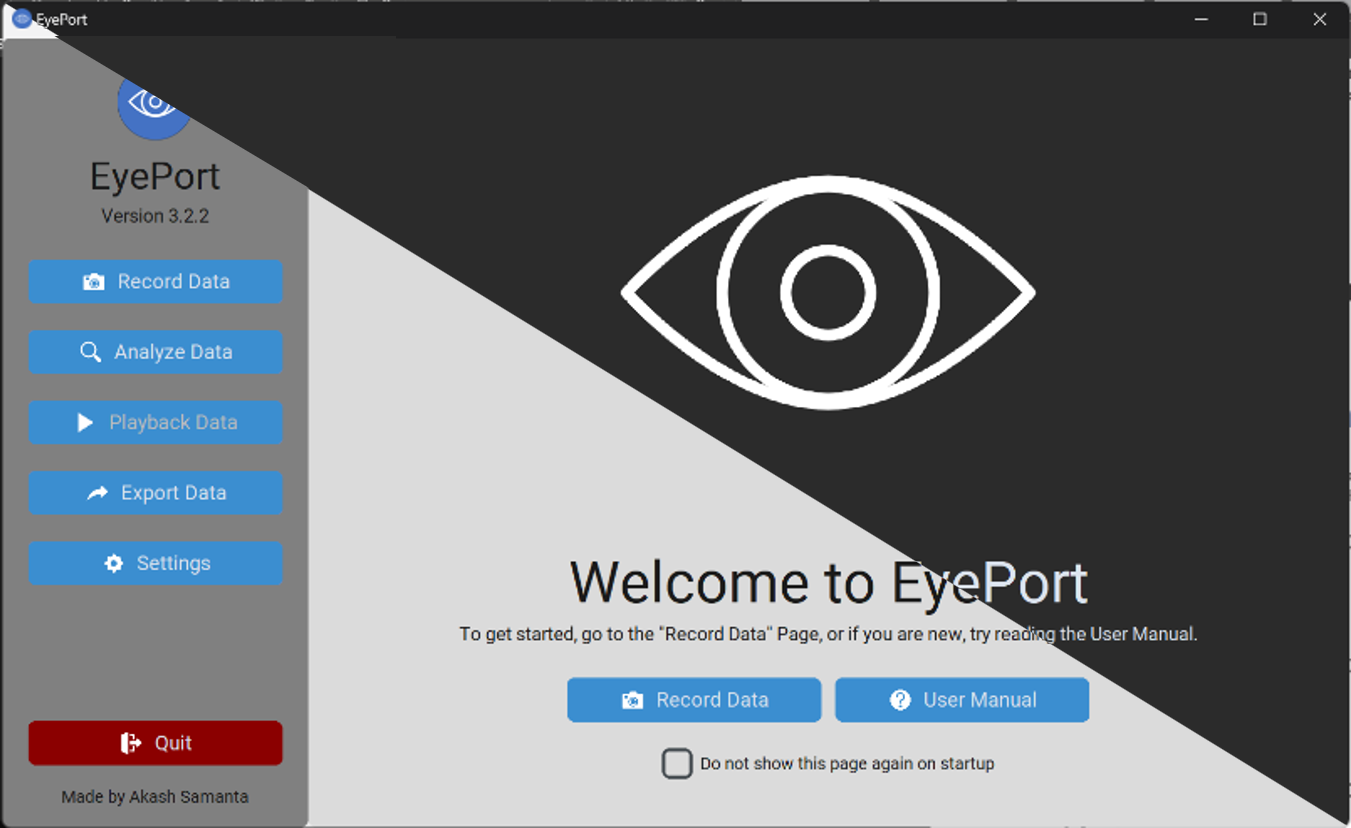 EyePort
EyePort
Version 3.2.2
Record Data
Analyze Data
Playback Data
Export Data
Settings
Quit
Made by Akash Samanta
Welcome to EyePort
To get started, go to the "Record Data" Page, or if you are new, try reading the User Manual.
Record Data
User Manual
Do not show this page again on startup